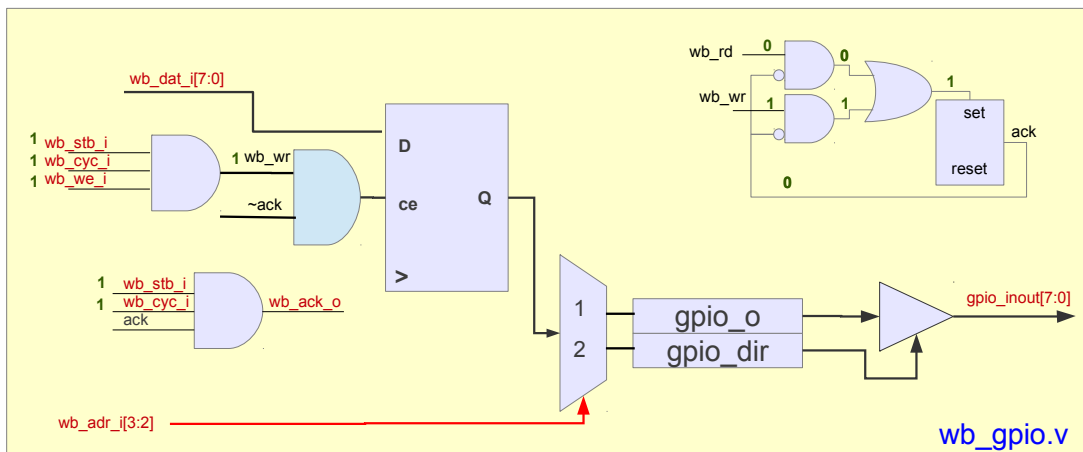 wb_dat_i[7:0]
1 wb_stb_i
1 wb_cyc_i
1 wb_we_i
1 wb_wr
~ack
D
ce
Q
>
1 wb_stb_i
1 wb_cyc_i
ack
wb_ack_o
wb_adr_i[3:2]
1
2
gpio_o
gpio_dir
gpio_inout[7:0]
wb_rd 0 0
wb_wr 1 1
1
set
reset
ack
0
wb_gpio.v